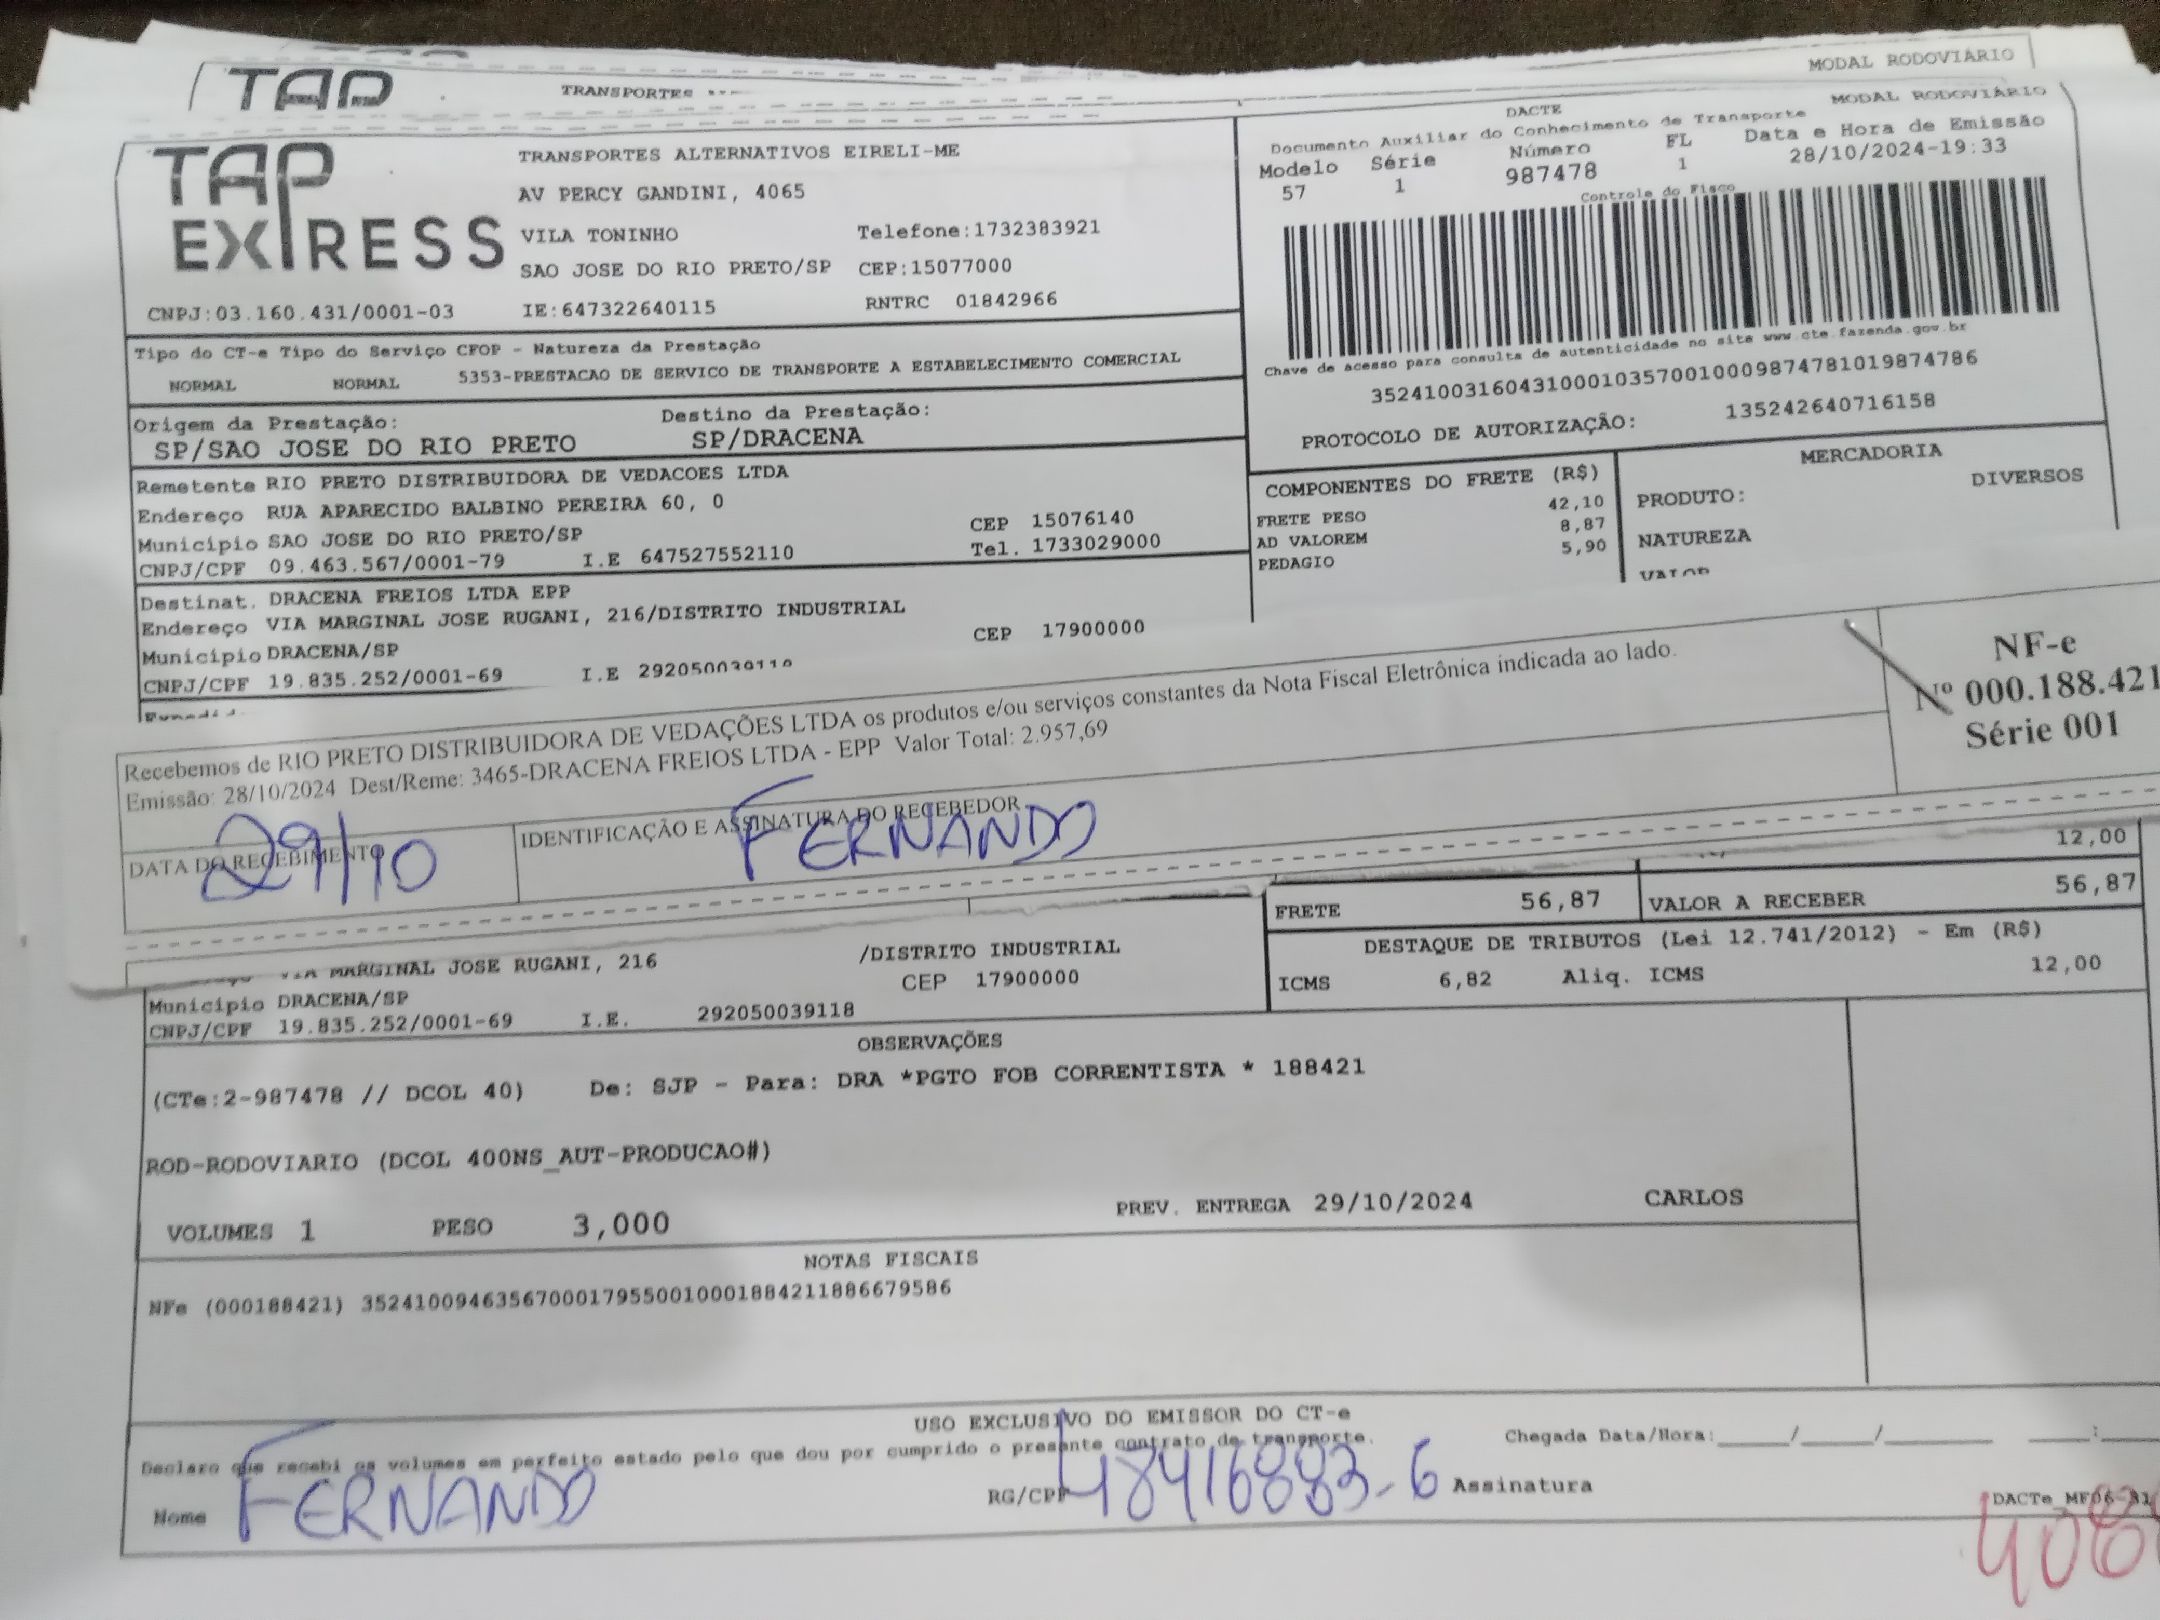 MODAL RODOVIÁRIO
TAP
TRANSPORTES
MODAL RODOVIÁRIO
DACTE
Documento Auxiliar do Conhecimento de Transporte
Modelo Série Número FL Data e Hora de Emissão
57 1 987478 1 28/10/2024-19:33
Controle do Fisco
TAP EXPRESS
TRANSPORTES ALTERNATIVOS EIRELI-ME
AV PERCY GANDINI, 4065
VILA TONINHO Telefone:1732383921
SAO JOSE DO RIO PRETO/SP CEP:15077000
CNPJ:03.160.431/0001-03 IE:647322640115 RNTRC 01842966
Chave de acesso para consulta de autenticidade no site www.cte.fazenda.gov.br
35241003160431000103570010009874781019874786
PROTOCOLO DE AUTORIZAÇÃO: 135242640716158
Tipo do CT-e Tipo do Serviço CFOP - Natureza da Prestação
NORMAL NORMAL 5353-PRESTACAO DE SERVICO DE TRANSPORTE A ESTABELECIMENTO COMERCIAL
Origem da Prestação: Destino da Prestação:
SP/SAO JOSE DO RIO PRETO SP/DRACENA
Remetente RIO PRETO DISTRIBUIDORA DE VEDACOES LTDA
Endereço RUA APARECIDO BALBINO PEREIRA 60, 0
Município SAO JOSE DO RIO PRETO/SP CEP 15076140
CNPJ/CPF 09.463.567/0001-79 I.E 647527552110 Tel. 1733029000
COMPONENTES DO FRETE (R$)
FRETE PESO 42,10
AD VALOREM 8,87
PEDAGIO 5,90
MERCADORIA
PRODUTO: DIVERSOS
NATUREZA
VALOR
Destinat. DRACENA FREIOS LTDA EPP
Endereço VIA MARGINAL JOSE RUGANI, 216/DISTRITO INDUSTRIAL
Município DRACENA/SP CEP 17900000
CNPJ/CPF 19.835.252/0001-69 I.E 292050039118
Recebemos de RIO PRETO DISTRIBUIDORA DE VEDAÇÕES LTDA os produtos e/ou serviços constantes da Nota Fiscal Eletrônica indicada ao lado.
Emissão: 28/10/2024 Dest/Reme: 3465-DRACENA FREIOS LTDA - EPP Valor Total: 2.957,69
NF-e
Nº 000.188.421
Série 001
DATA DO RECEBIMENTO IDENTIFICAÇÃO E ASSINATURA DO RECEBEDOR
29/10 FERNANDO
12,00
FRETE 56,87 VALOR A RECEBER 56,87
DESTAQUE DE TRIBUTOS (Lei 12.741/2012) - Em (R$)
ICMS 6,82 Aliq. ICMS 12,00
VIA MARGINAL JOSE RUGANI, 216 /DISTRITO INDUSTRIAL
Município DRACENA/SP CEP 17900000
CNPJ/CPF 19.835.252/0001-69 I.E. 292050039118
OBSERVAÇÕES
(CTe:2-987478 // DCOL 40) De: SJP - Para: DRA *PGTO FOB CORRENTISTA * 188421
ROD-RODOVIARIO (DCOL 400NS_AUT-PRODUCAO#)
VOLUMES 1 PESO 3,000 PREV. ENTREGA 29/10/2024 CARLOS
NOTAS FISCAIS
NFe (000188421) 35241009463567000179550010001884211886679586
USO EXCLUSIVO DO EMISSOR DO CT-e
Declaro que recebi os volumes em perfeito estado pelo que dou por cumprido o presente contrato de transporte.
Chegada Data/Hora:_____/_____/________ ____:____
Nome FERNANDO RG/CPF 48416883-6 Assinatura